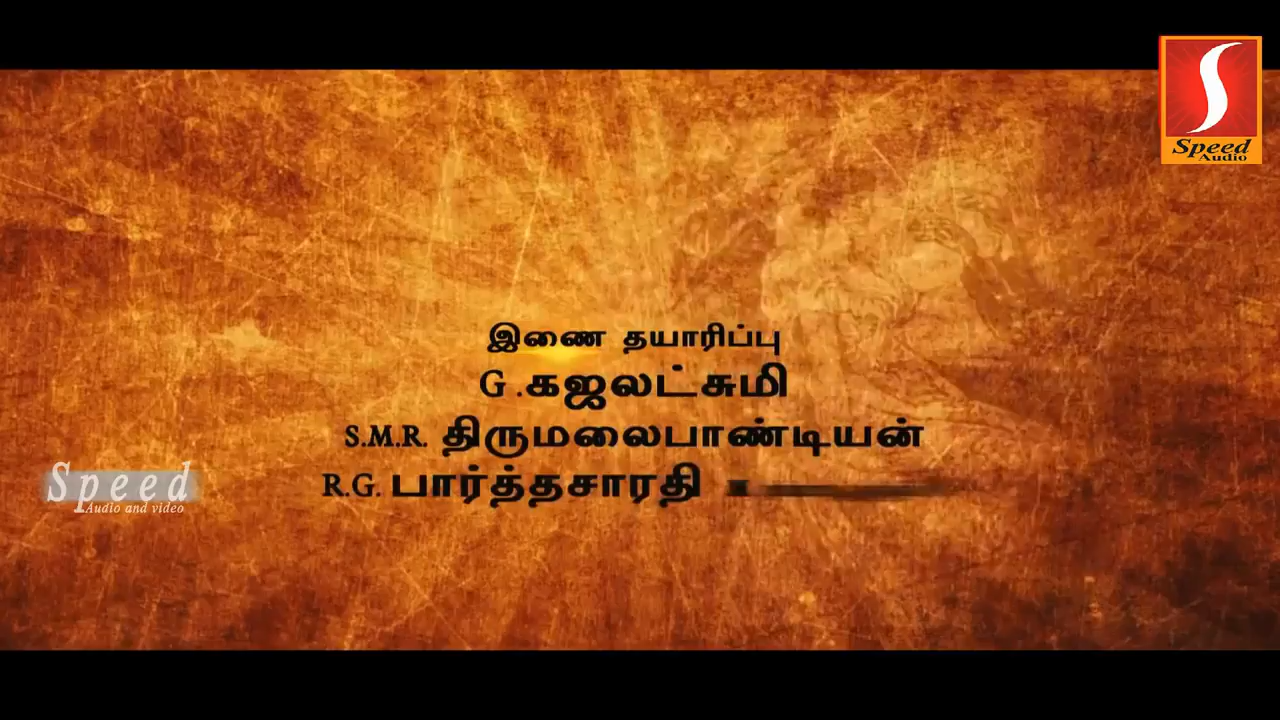 Speed
Audio
இணை தயாரிப்பு
G .கஜலட்சுமி
S.M.R. திருமலைபாண்டியன்
R.G. பார்த்தசாரதி
Speed
Audio and video